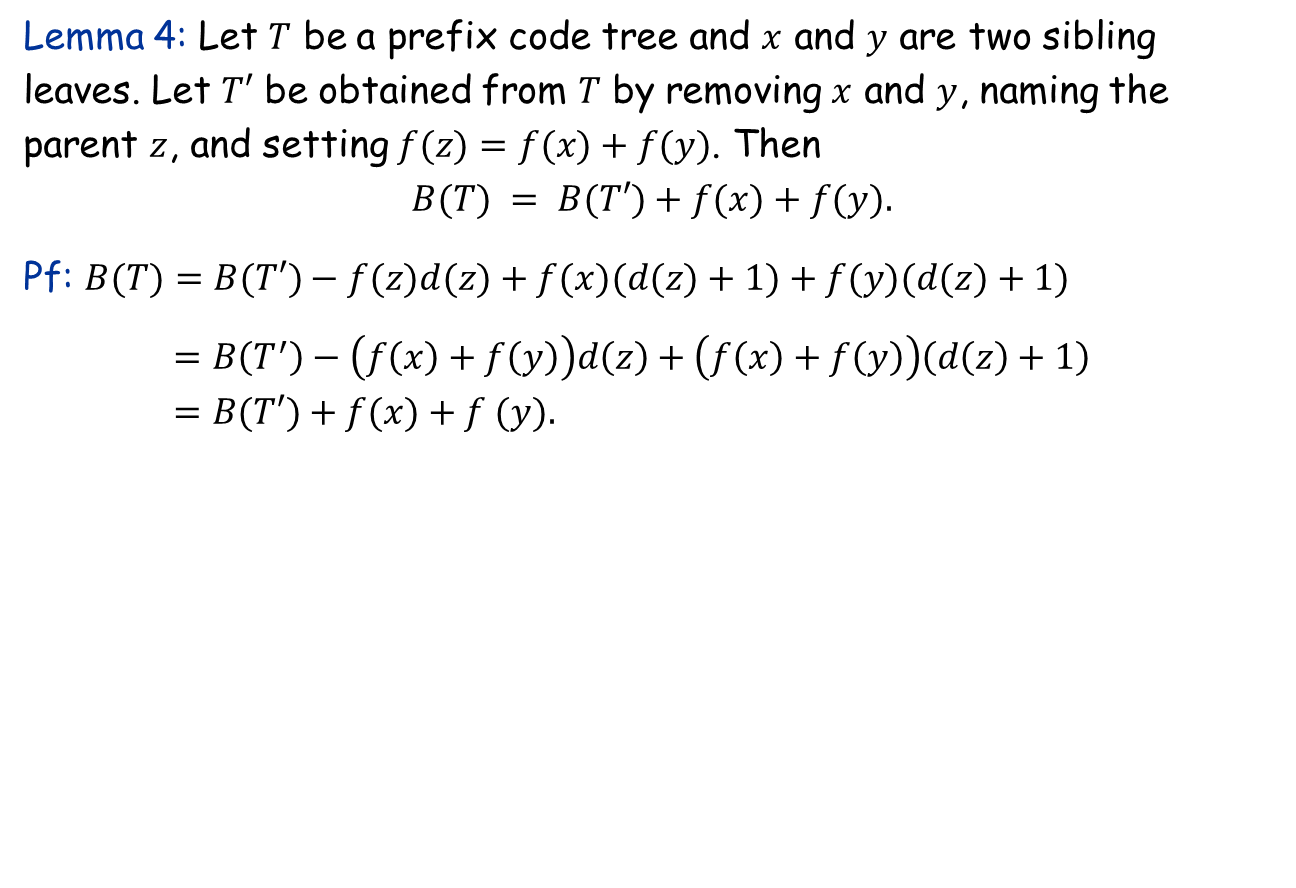 Lemma 4: Let T be a prefix code tree and x and y are two sibling
leaves. Let T′ be obtained from T by removing x and y, naming the
parent z, and setting f(z) = f(x) + f(y). Then
B(T) = B(T′) + f(x) + f(y).
Pf: B(T) = B(T′) − f(z)d(z) + f(x)(d(z) + 1) + f(y)(d(z) + 1)
= B(T′) − (f(x) + f(y))d(z) + (f(x) + f(y))(d(z) + 1)
= B(T′) + f(x) + f (y).